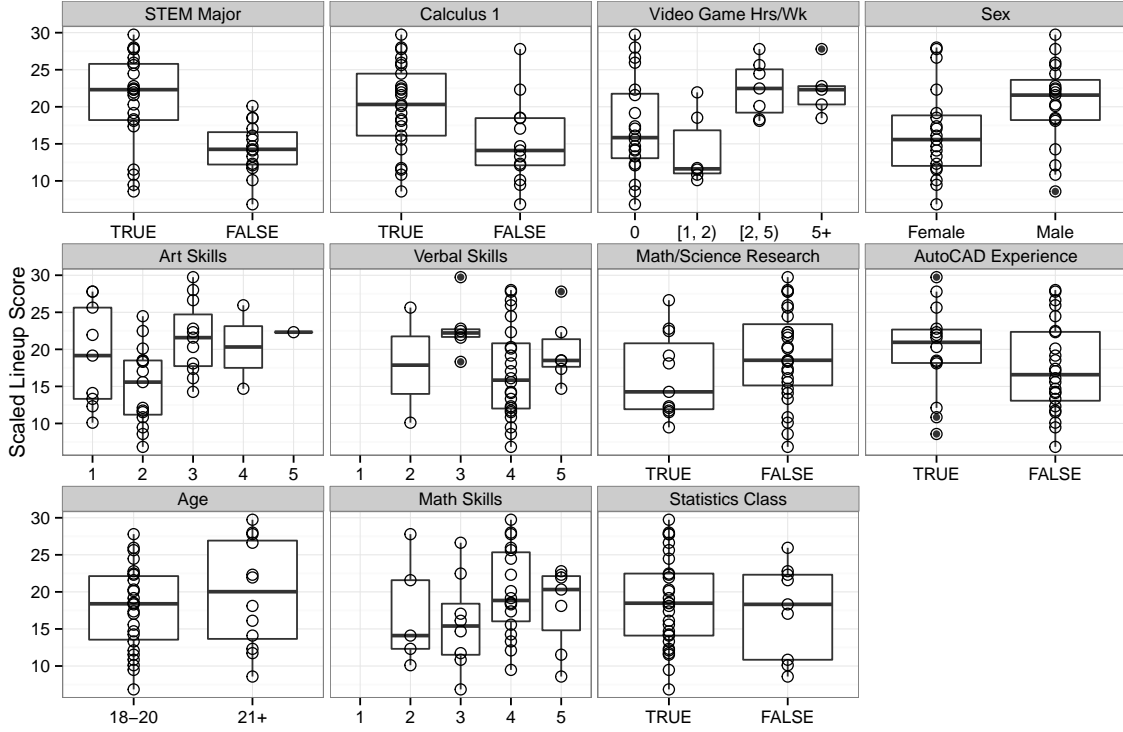 STEM Major Calculus 1 Video Game Hrs/Wk Sex
30
25
20
15
10
TRUE FALSE TRUE FALSE 0 [1, 2) [2, 5) 5+ Female Male
Art Skills Verbal Skills Math/Science Research AutoCAD Experience
30
25
20
15
10
Scaled Lineup Score
1 2 3 4 5 1 2 3 4 5 TRUE FALSE TRUE FALSE
Age Math Skills Statistics Class
30
25
20
15
10
18−20 21+ 1 2 3 4 5 TRUE FALSE